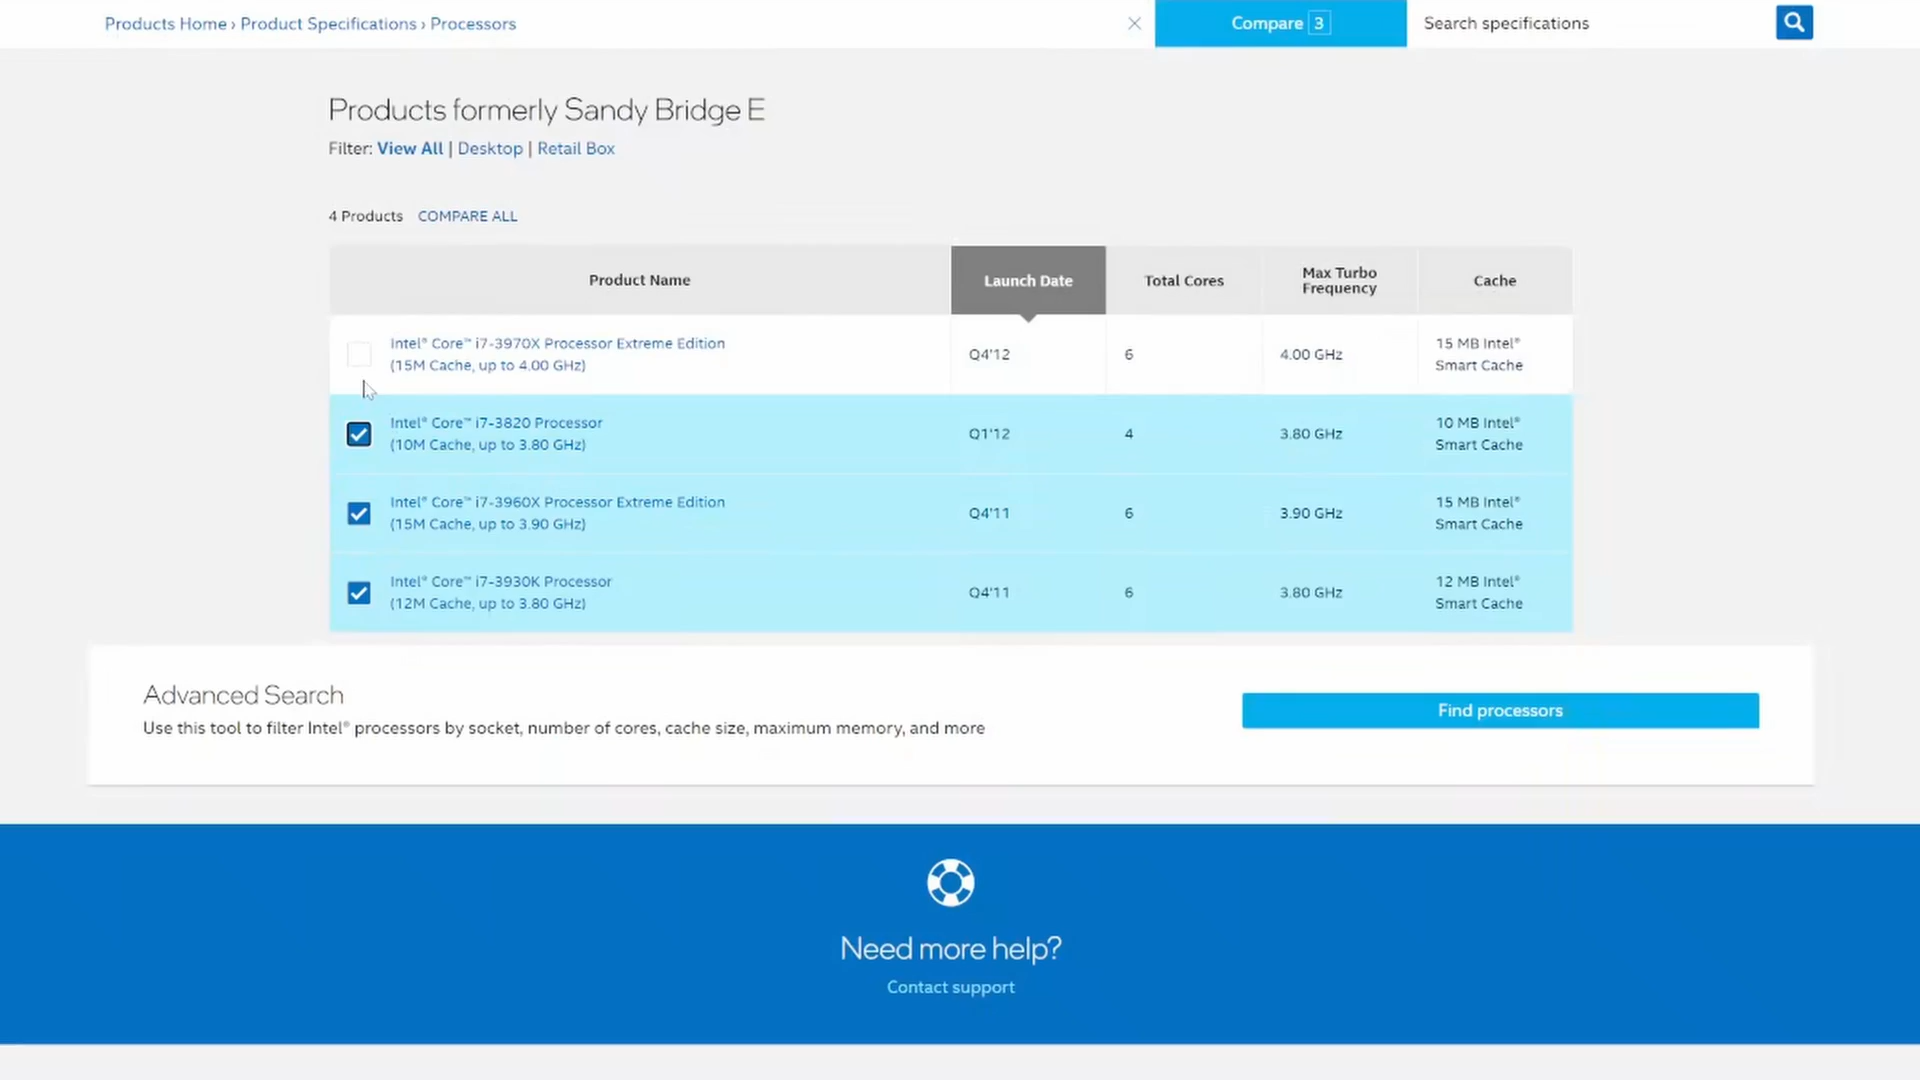 Products Home › Product Specifications › Processors
Compare 3
Search specifications
Products formerly Sandy Bridge E
Filter: View All | Desktop | Retail Box
4 Products COMPARE ALL
Product Name
Launch Date
Total Cores
Max Turbo
Frequency
Cache
Intel® Core™ i7-3970X Processor Extreme Edition
(15M Cache, up to 4.00 GHz)
Q4'12
6
4.00 GHz
15 MB Intel®
Smart Cache
Intel® Core™ i7-3820 Processor
(10M Cache, up to 3.80 GHz)
Q1'12
4
3.80 GHz
10 MB Intel®
Smart Cache
Intel® Core™ i7-3960X Processor Extreme Edition
(15M Cache, up to 3.90 GHz)
Q4'11
6
3.90 GHz
15 MB Intel®
Smart Cache
Intel® Core™ i7-3930K Processor
(12M Cache, up to 3.80 GHz)
Q4'11
6
3.80 GHz
12 MB Intel®
Smart Cache
Advanced Search
Use this tool to filter Intel® processors by socket, number of cores, cache size, maximum memory, and more
Find processors
Need more help?
Contact support